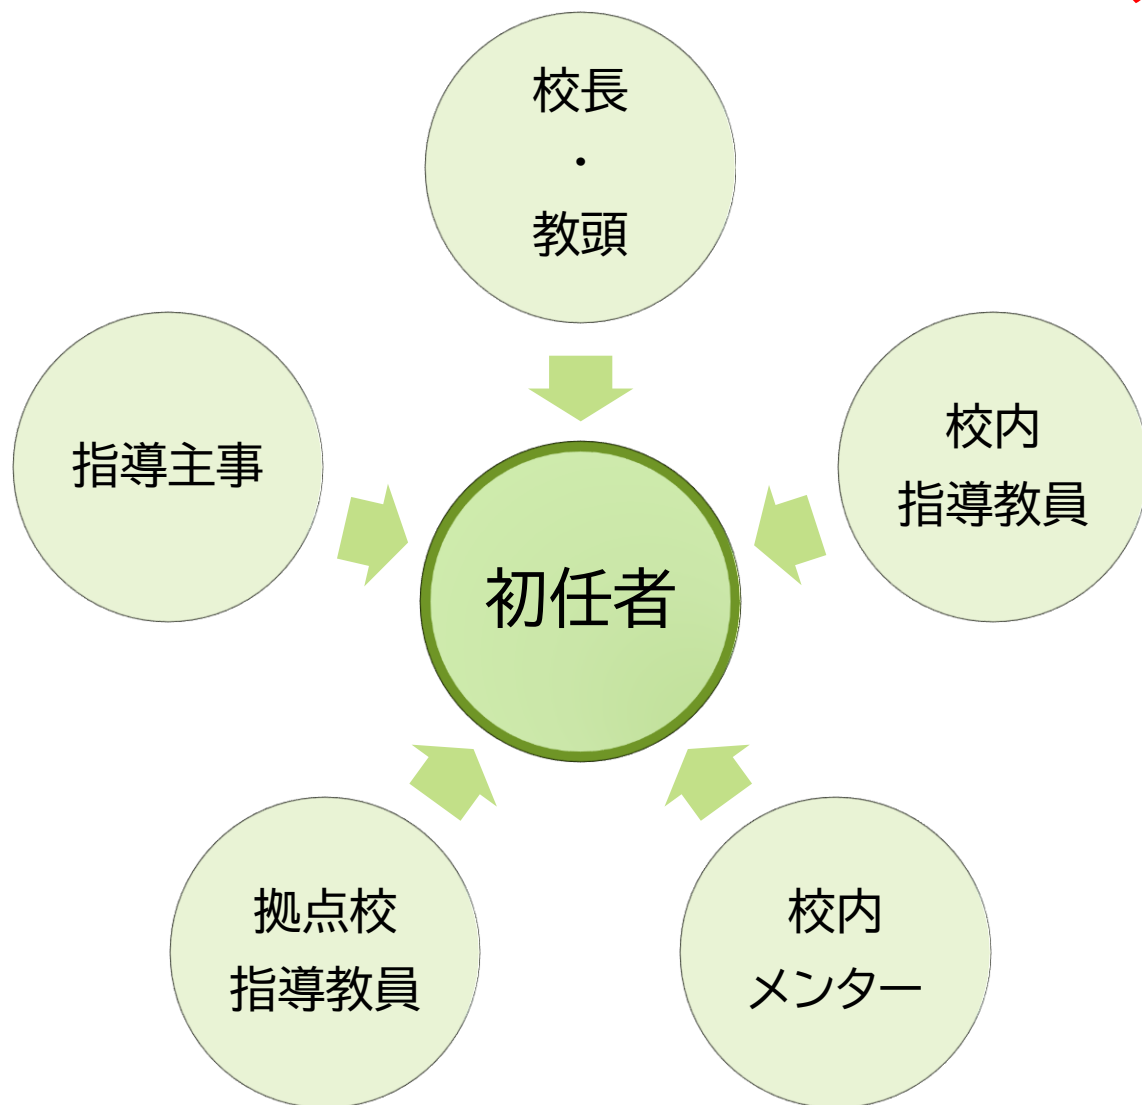 校長
・
教頭
指導主事
校内
指導教員
初任者
拠点校
指導教員
校内
メンター